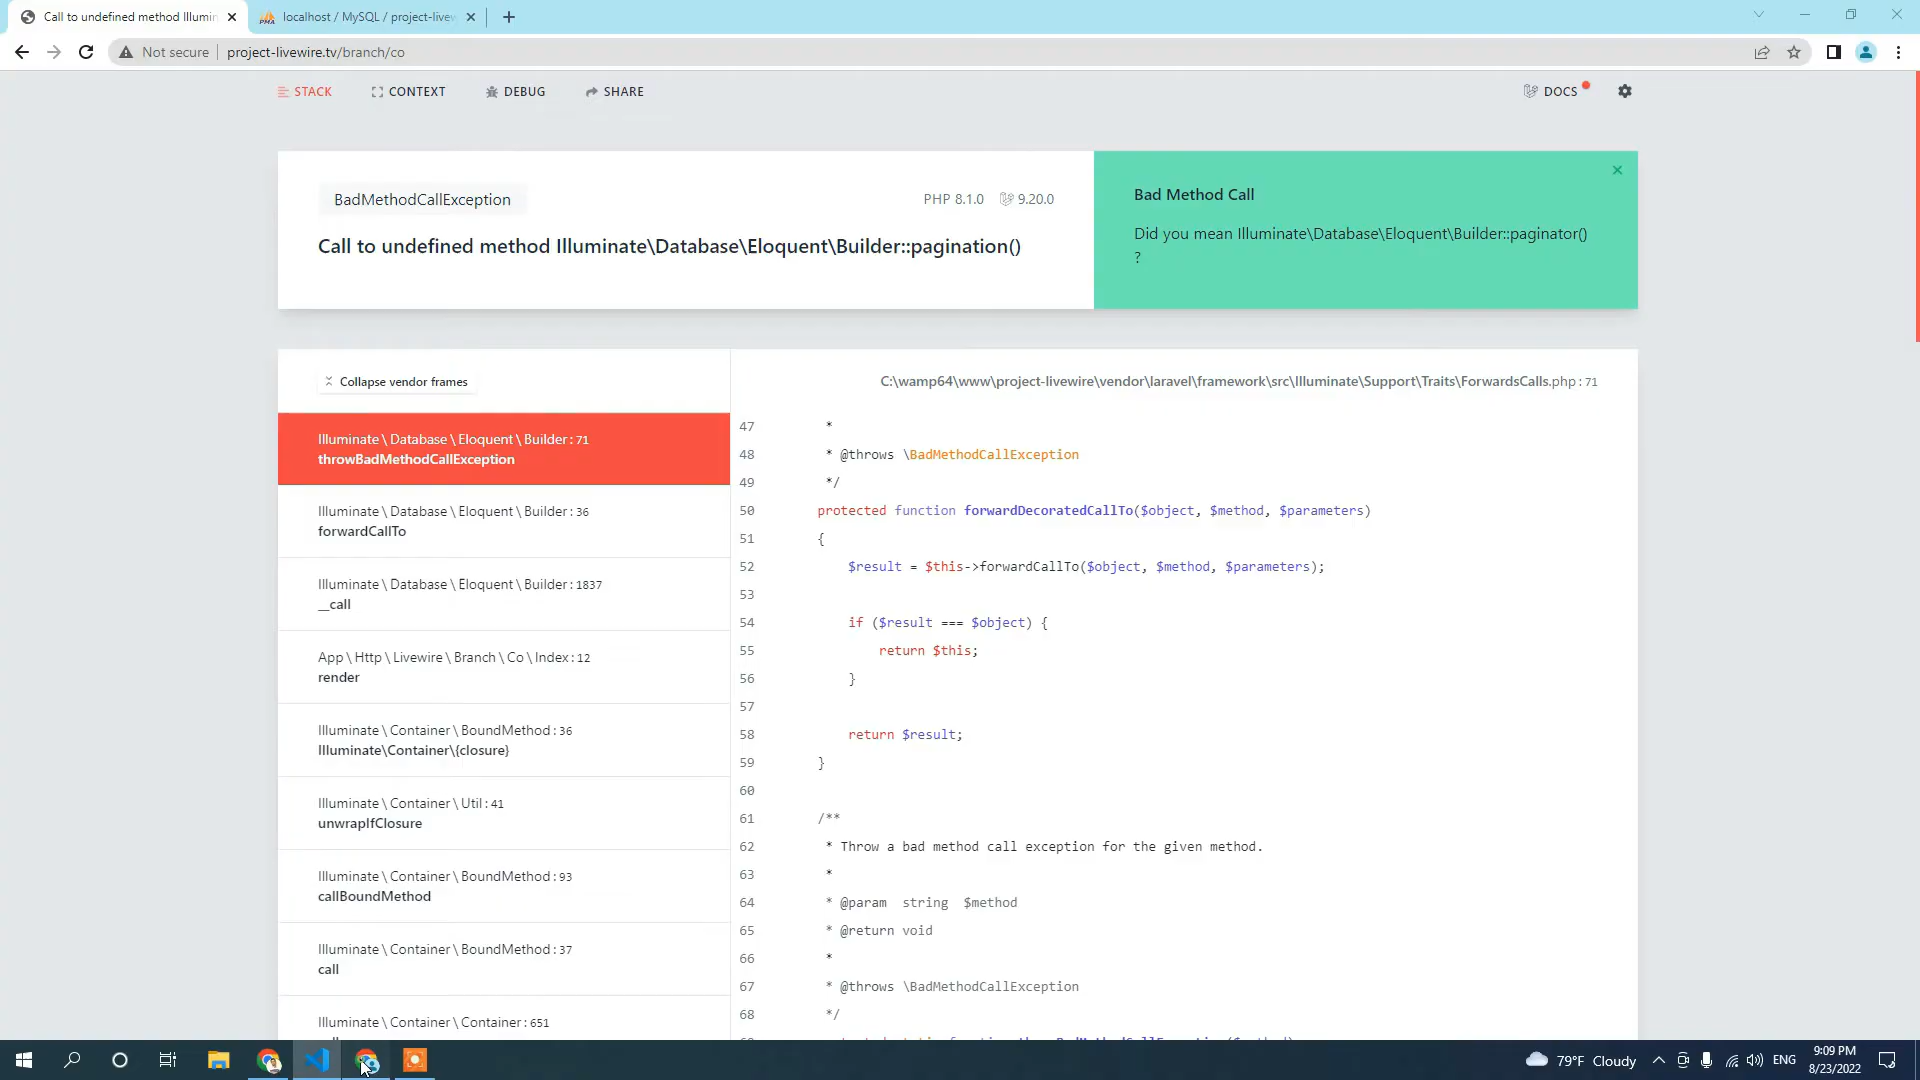 Call to undefined method Illumin
localhost / MySQL / project-livew
Not secure
project-livewire.tv/branch/co
STACK
CONTEXT
DEBUG
SHARE
DOCS
BadMethodCallException
PHP 8.1.0
9.20.0
Call to undefined method Illuminate\Database\Eloquent\Builder::pagination()
Bad Method Call
Did you mean Illuminate\Database\Eloquent\Builder::paginator()
?
Collapse vendor frames
Illuminate \ Database \ Eloquent \ Builder : 71
throwBadMethodCallException
Illuminate \ Database \ Eloquent \ Builder : 36
forwardCallTo
Illuminate \ Database \ Eloquent \ Builder : 1837
__call
App \ Http \ Livewire \ Branch \ Co \ Index : 12
render
Illuminate \ Container \ BoundMethod : 36
Illuminate\Container\{closure}
Illuminate \ Container \ Util : 41
unwrapIfClosure
Illuminate \ Container \ BoundMethod : 93
callBoundMethod
Illuminate \ Container \ BoundMethod : 37
call
Illuminate \ Container \ Container : 651
C:\wamp64\www\project-livewire\vendor\laravel\framework\src\Illuminate\Support\Traits\ForwardsCalls.php : 71
47 *
48 * @throws \BadMethodCallException
49 */
50 protected function forwardDecoratedCallTo($object, $method, $parameters)
51 {
52 $result = $this->forwardCallTo($object, $method, $parameters);
53
54 if ($result === $object) {
55 return $this;
56 }
57
58 return $result;
59 }
60
61 /**
62 * Throw a bad method call exception for the given method.
63 *
64 * @param string $method
65 * @return void
66 *
67 * @throws \BadMethodCallException
68 */
79°F Cloudy
ENG
9:09 PM
8/23/2022